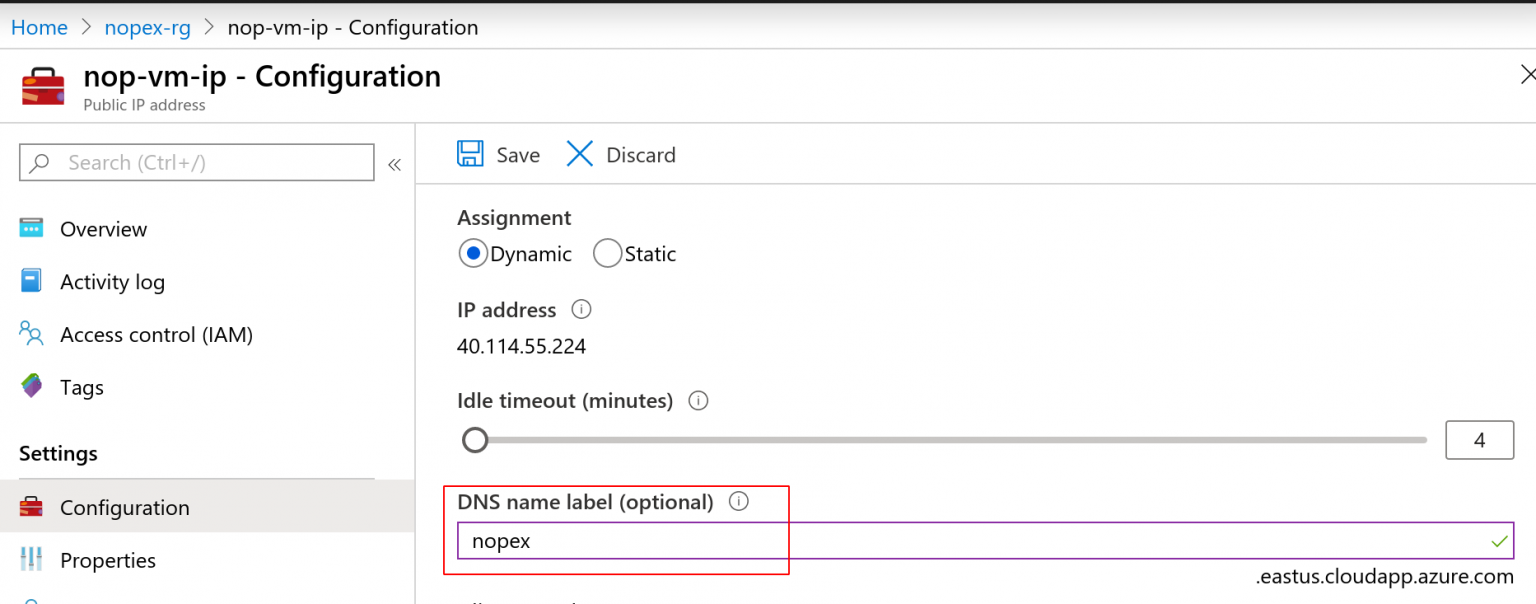 Home > nopex-rg > nop-vm-ip - Configuration
nop-vm-ip - Configuration
Public IP address
Search (Ctrl+/)
«
Overview
Activity log
Access control (IAM)
Tags
Settings
Configuration
Properties
Save Discard
Assignment
Dynamic Static
IP address
40.114.55.224
Idle timeout (minutes)
4
DNS name label (optional)
nopex
.eastus.cloudapp.azure.com